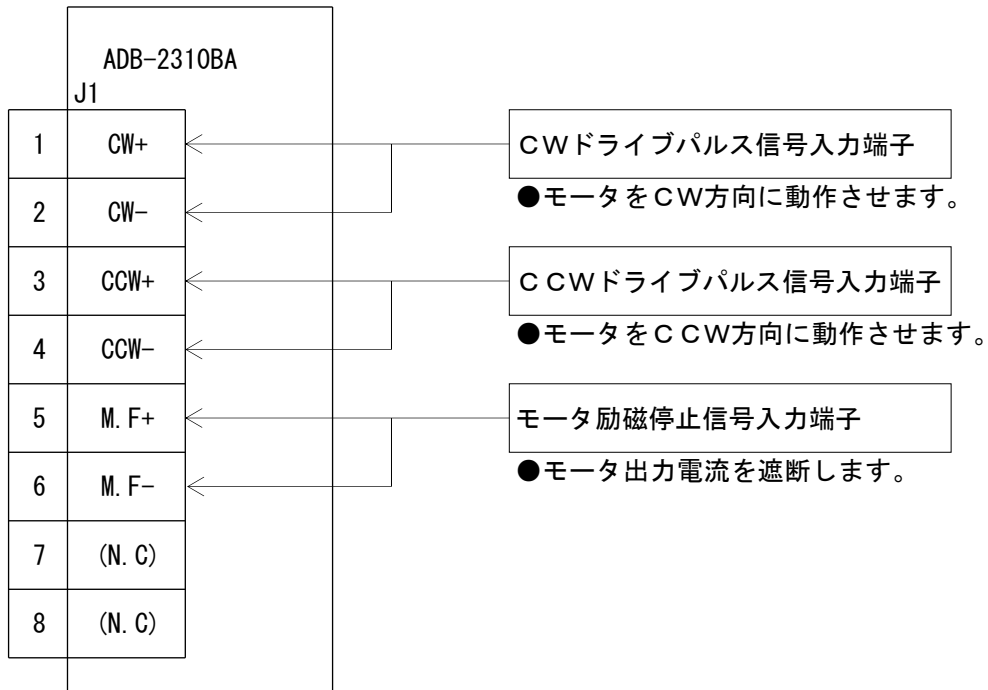 ADB-2310BA
J1
1 CW+
2 CW-
3 CCW+
4 CCW-
5 M.F+
6 M.F-
7 (N.C)
8 (N.C)
CWドライブパルス信号入力端子
●モータをCW方向に動作させます。
CCWドライブパルス信号入力端子
●モータをCCW方向に動作させます。
モータ励磁停止信号入力端子
●モータ出力電流を遮断します。